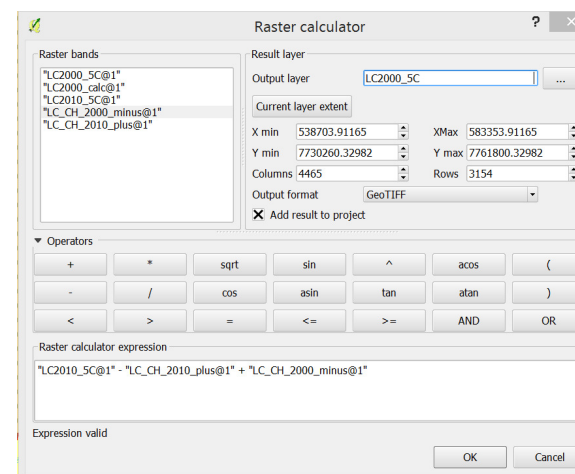 Raster calculator
Raster bands
"LC2000_5C@1"
"LC2000_calc@1"
"LC2010_5C@1"
"LC_CH_2000_minus@1"
"LC_CH_2010_plus@1"
Result layer
Output layer LC2000_5C ...
Current layer extent
X min 538703.91165 XMax 583353.91165
Y min 7730260.32982 Y max 7761800.32982
Columns 4465 Rows 3154
Output format GeoTIFF
Add result to project
Operators
+ * sqrt sin ^ acos (
- / cos asin tan atan )
< > = <= >= AND OR
Raster calculator expression
"LC2010_5C@1" - "LC_CH_2010_plus@1" + "LC_CH_2000_minus@1"
Expression valid
OK Cancel